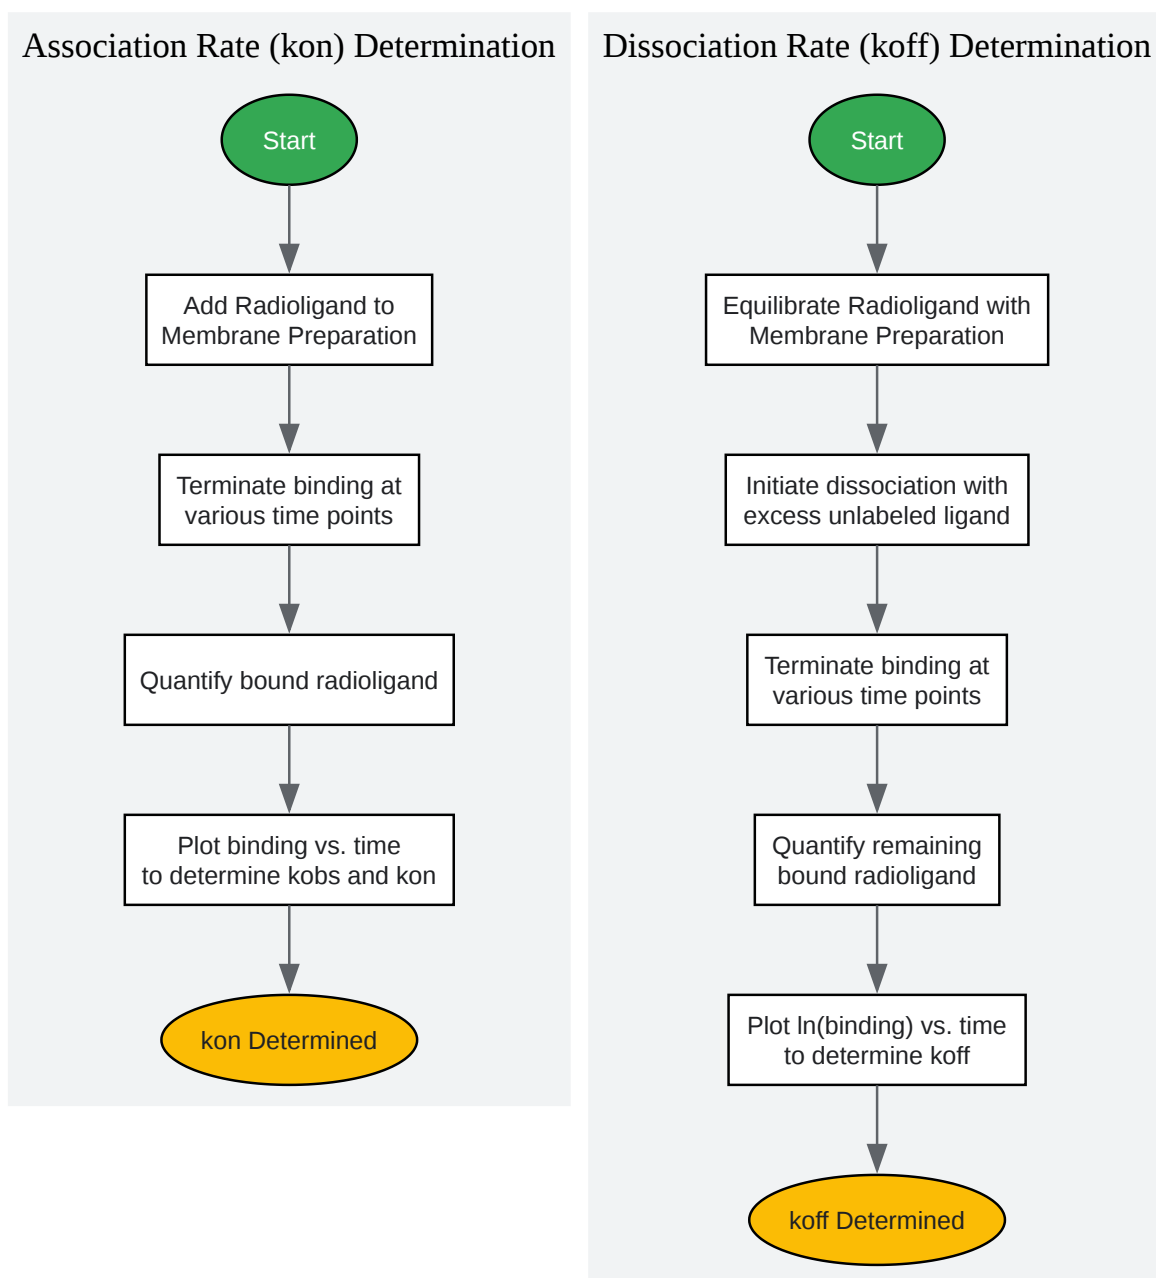 Association Rate (kon) Determination
Start
Add Radioligand to
Membrane Preparation
Terminate binding at
various time points
Quantify bound radioligand
Plot binding vs. time
to determine kobs and kon
kon Determined
Dissociation Rate (koff) Determination
Start
Equilibrate Radioligand with
Membrane Preparation
Initiate dissociation with
excess unlabeled ligand
Terminate binding at
various time points
Quantify remaining
bound radioligand
Plot ln(binding) vs. time
to determine koff
koff Determined